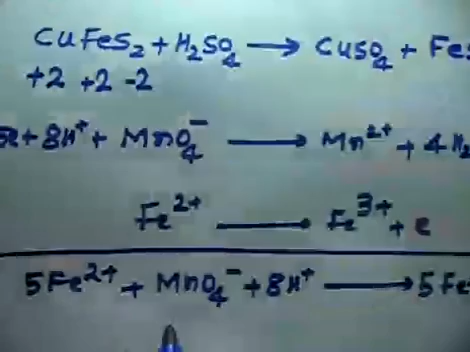 CuFeS₂ + H₂SO₄ → CuSO₄ + Fe
+2 +2 -2
+ 8H⁺ + MnO₄⁻ → Mn²⁺ + 4H₂
Fe²⁺ → Fe³⁺ + e
5Fe²⁺ + MnO₄⁻ + 8H⁺ → 5Fe